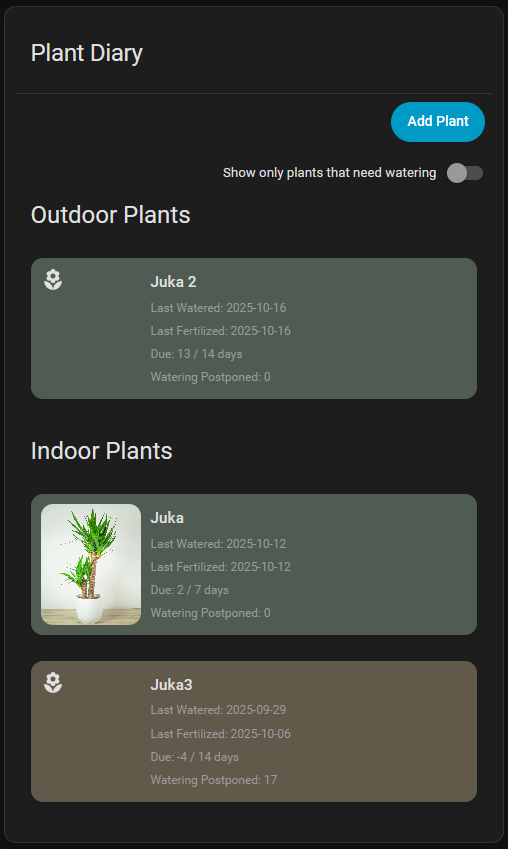 Plant Diary
Add Plant
Show only plants that need watering
Outdoor Plants
Juka 2
Last Watered: 2025-10-16
Last Fertilized: 2025-10-16
Due: 13 / 14 days
Watering Postponed: 0
Indoor Plants
Juka
Last Watered: 2025-10-12
Last Fertilized: 2025-10-12
Due: 2 / 7 days
Watering Postponed: 0
Juka3
Last Watered: 2025-09-29
Last Fertilized: 2025-10-06
Due: -4 / 14 days
Watering Postponed: 17